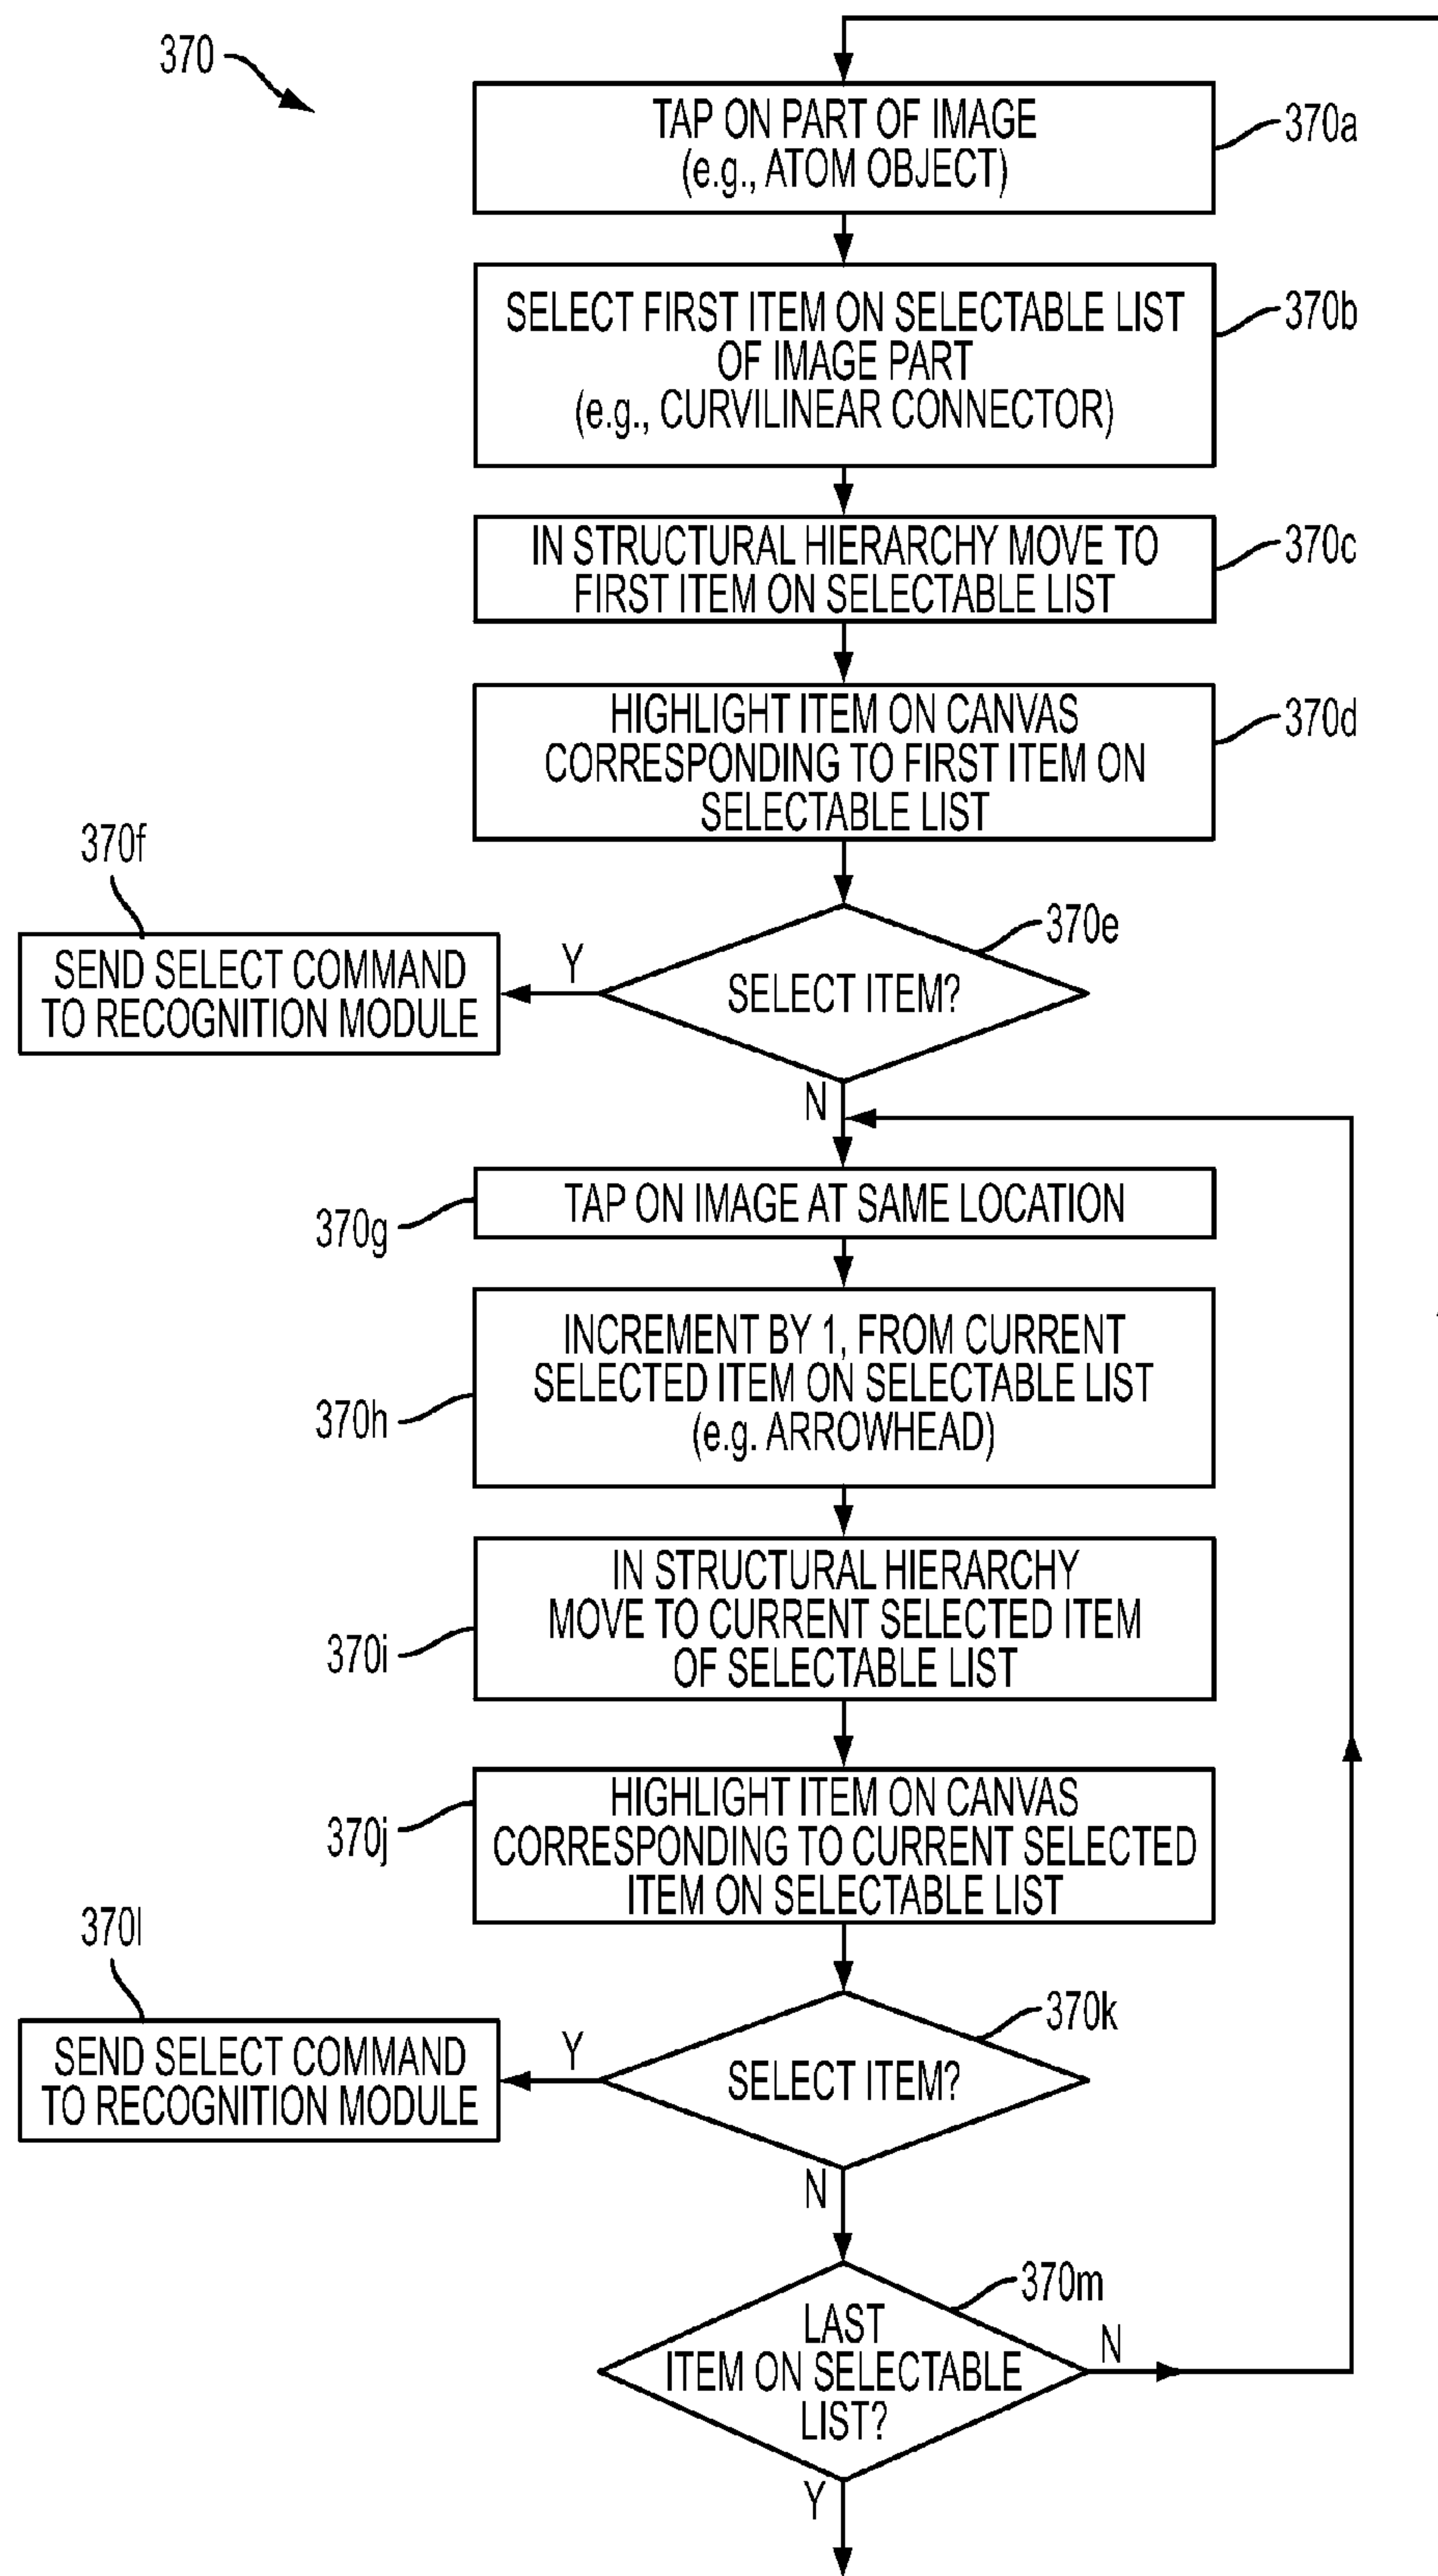 370
TAP ON PART OF IMAGE
(e.g., ATOM OBJECT)
370a
SELECT FIRST ITEM ON SELECTABLE LIST
OF IMAGE PART
(e.g., CURVILINEAR CONNECTOR)
370b
IN STRUCTURAL HIERARCHY MOVE TO
FIRST ITEM ON SELECTABLE LIST
370c
HIGHLIGHT ITEM ON CANVAS
CORRESPONDING TO FIRST ITEM ON
SELECTABLE LIST
370d
370f
SEND SELECT COMMAND
TO RECOGNITION MODULE
Y
SELECT ITEM?
370e
N
TAP ON IMAGE AT SAME LOCATION
370g
INCREMENT BY 1, FROM CURRENT
SELECTED ITEM ON SELECTABLE LIST
(e.g. ARROWHEAD)
370h
IN STRUCTURAL HIERARCHY
MOVE TO CURRENT SELECTED ITEM
OF SELECTABLE LIST
370i
HIGHLIGHT ITEM ON CANVAS
CORRESPONDING TO CURRENT SELECTED
ITEM ON SELECTABLE LIST
370j
370l
SEND SELECT COMMAND
TO RECOGNITION MODULE
Y
SELECT ITEM?
370k
N
370m
LAST
ITEM ON SELECTABLE
LIST?
N
Y